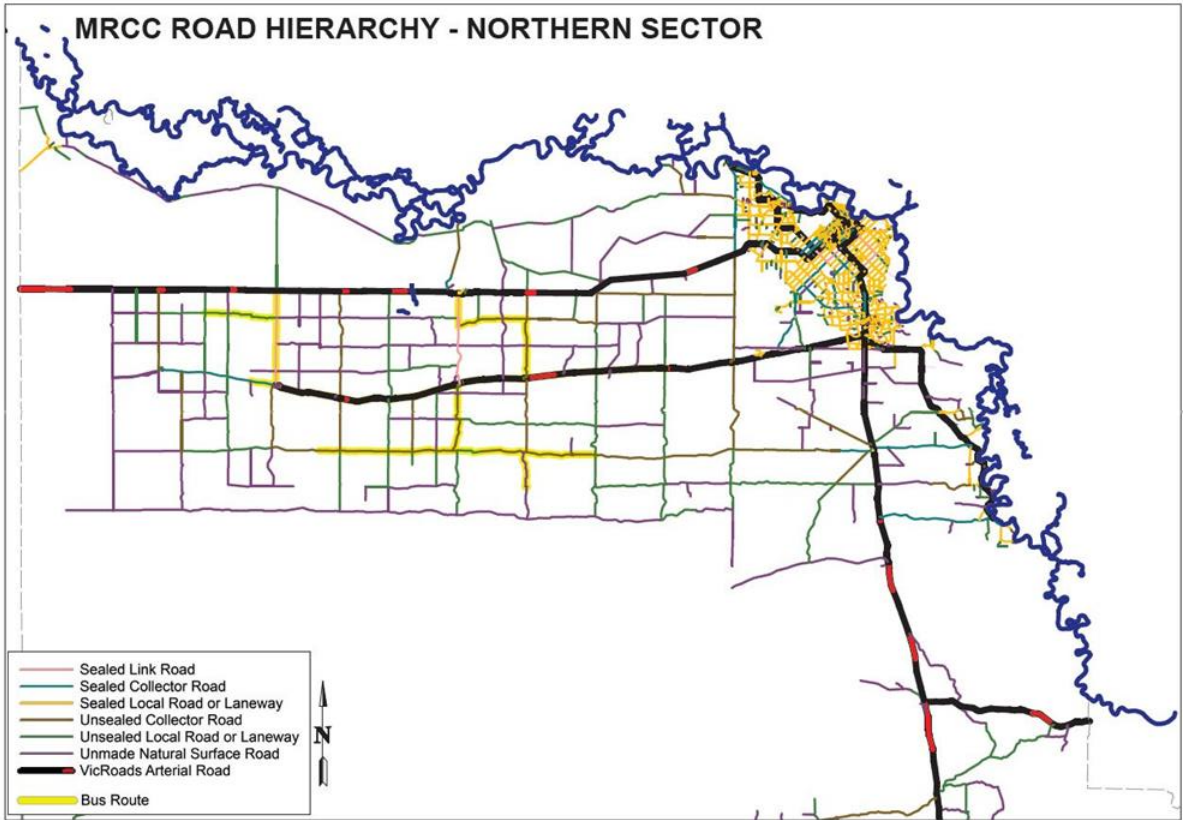 MRCC ROAD HIERARCHY - NORTHERN SECTOR
Sealed Link Road
Sealed Collector Road
Sealed Local Road or Laneway
Unsealed Collector Road
Unsealed Local Road or Laneway
Unmade Natural Surface Road
VicRoads Arterial Road
Bus Route
N